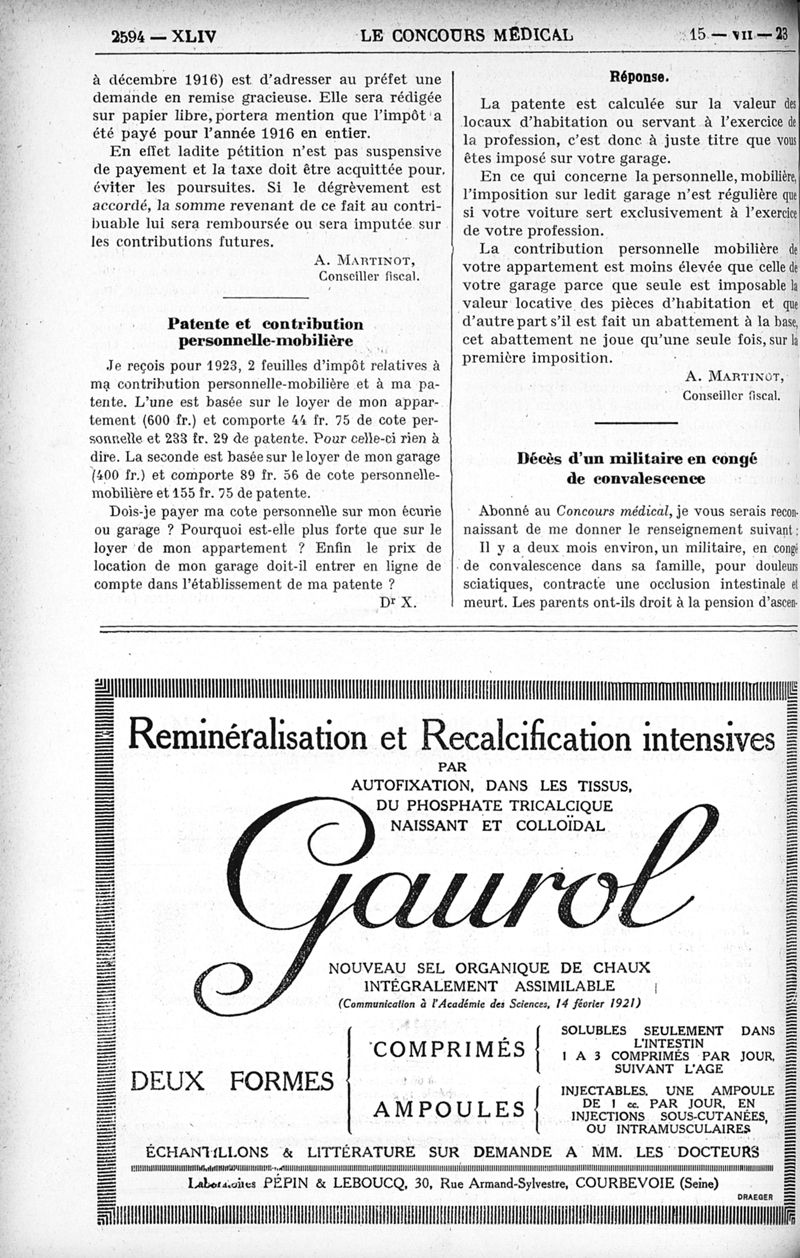 2594 — XLIV
LE CONCOURS MÉDICAL
15 — VII — 23
à décembre 1916) est d'adresser au préfet une
demande en remise gracieuse. Elle sera rédigée
sur papier libre, portera mention que l'impôt a
été payé pour l'année 1916 en entier.
En effet ladite pétition n'est pas suspensive
de payement et la taxe doit être acquittée pour
éviter les poursuites. Si le dégrèvement est
accordé, la somme revenant de ce fait au contri-
buable lui sera remboursée ou sera imputée sur
les contributions futures.
A. MARTINOT,
Conseiller fiscal.
Patente et contribution
personnelle-mobilière
Je reçois pour 1923, 2 feuilles d'impôt relatives à
ma contribution personnelle-mobilière et à ma pa-
tente. L'une est basée sur le loyer de mon appar-
tement (600 fr.) et comporte 44 fr. 75 de cote per-
sonnelle et 233 fr. 29 de patente. Pour celle-ci rien à
dire. La seconde est basée sur le loyer de mon garage
(400 fr.) et comporte 89 fr. 56 de cote personnelle-
mobilière et 155 fr. 75 de patente.
Dois-je payer ma cote personnelle sur mon écurie
ou garage ? Pourquoi est-elle plus forte que sur le
loyer de mon appartement ? Enfin le prix de
location de mon garage doit-il entrer en ligne de
compte dans l'établissement de ma patente ?
Dr X.
Réponse.
La patente est calculée sur la valeur des
locaux d'habitation ou servant à l'exercice de
la profession, c'est donc à juste titre que vous
êtes imposé sur votre garage.
En ce qui concerne la personnelle, mobilière,
l'imposition sur ledit garage n'est régulière que
si votre voiture sert exclusivement à l'exercice
de votre profession.
La contribution personnelle mobilière de
votre appartement est moins élevée que celle de
votre garage parce que seule est imposable la
valeur locative des pièces d'habitation et que
d'autre part s'il est fait un abattement à la base,
cet abattement ne joue qu'une seule fois, sur la
première imposition.
A. MARTINOT,
Conseiller fiscal.
Décès d'un militaire en congé
de convalescence
Abonné au Concours médical, je vous serais recon-
naissant de me donner le renseignement suivant :
Il y a deux mois environ, un militaire, en congé
de convalescence dans sa famille, pour douleurs
sciatiques, contracte une occlusion intestinale et
meurt. Les parents ont-ils droit à la pension d'ascen-
Reminéralisation et Recalcification intensives
PAR
AUTOFIXATION, DANS LES TISSUS,
DU PHOSPHATE TRICALCIQUE
NAISSANT ET COLLOÏDAL
Gaurol
NOUVEAU SEL ORGANIQUE DE CHAUX
INTÉGRALEMENT ASSIMILABLE
(Communication à l'Académie des Sciences, 14 février 1921)
DEUX FORMES
COMPRIMÉS
SOLUBLES SEULEMENT DANS
L'INTESTIN
1 A 3 COMPRIMÉS PAR JOUR,
SUIVANT L'AGE
AMPOULES
INJECTABLES, UNE AMPOULE
DE 1 cc. PAR JOUR, EN
INJECTIONS SOUS-CUTANÉES,
OU INTRAMUSCULAIRES
ÉCHANTILLONS & LITTÉRATURE SUR DEMANDE A MM. LES DOCTEURS
Laboratoires PÉPIN & LEBOUCQ, 30, Rue Armand-Sylvestre, COURBEVOIE (Seine)
DRAEGER